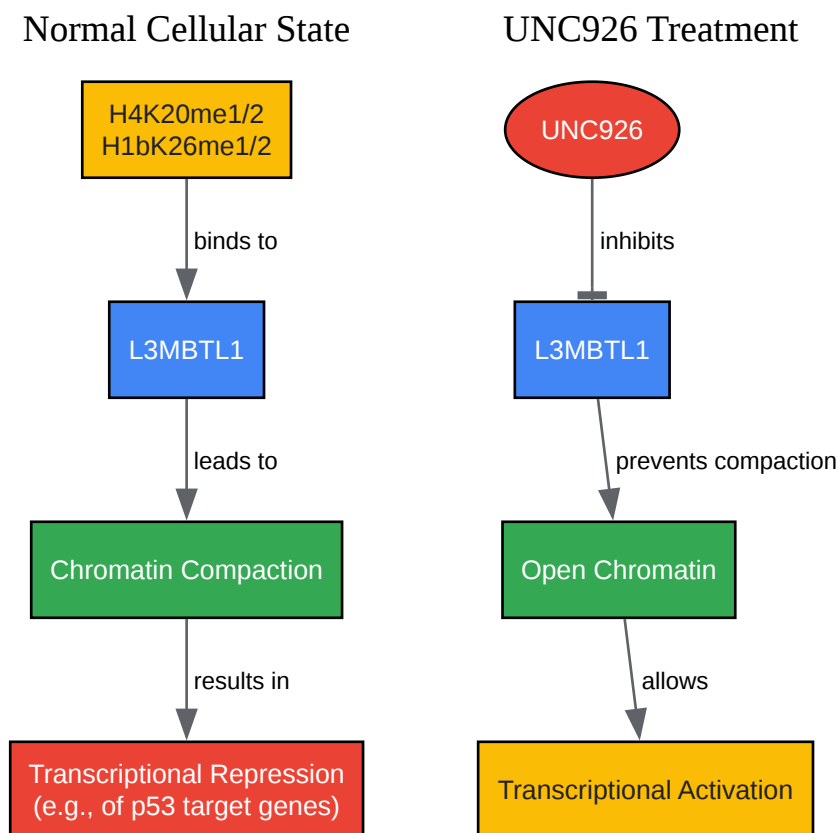 Normal Cellular State
H4K20me1/2
H1bK26me1/2
binds to
L3MBTL1
leads to
Chromatin Compaction
results in
Transcriptional Repression
(e.g., of p53 target genes)
UNC926 Treatment
UNC926
inhibits
L3MBTL1
prevents compaction
Open Chromatin
allows
Transcriptional Activation